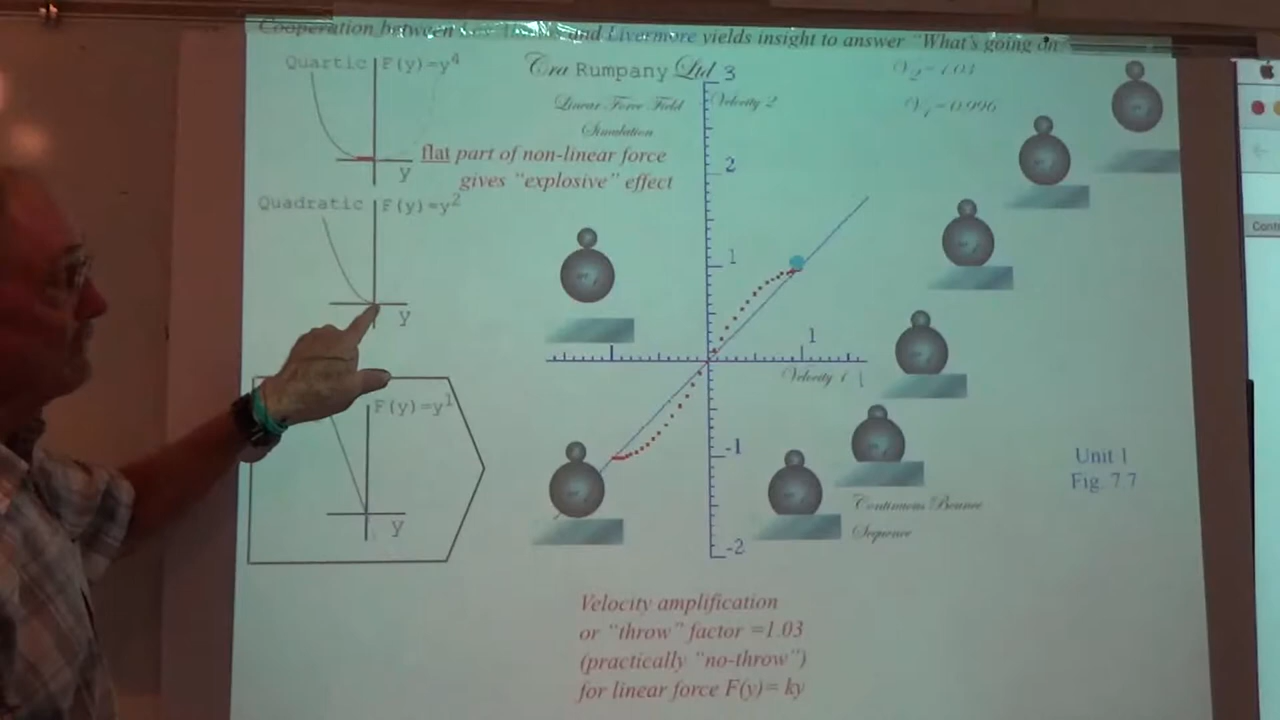 Cooperation between and Livermore yields insight to answer "What's going on
Quartic F(y)=y4
Cra Rumpany Ltd
3
Velocity 2
V2=1.03
Linear Force Field
Simulation
V1=0.996
flat part of non-linear force
gives "explosive" effect
y
2
Quadratic F(y)=y2
1
y
1
Velocity 1
F(y)=y1
-1
y
Unit 1
Fig. 7.7
Continuous Bounce
Sequence
-2
Velocity amplification
or "throw" factor =1.03
(practically "no-throw")
for linear force F(y)= ky
Cont